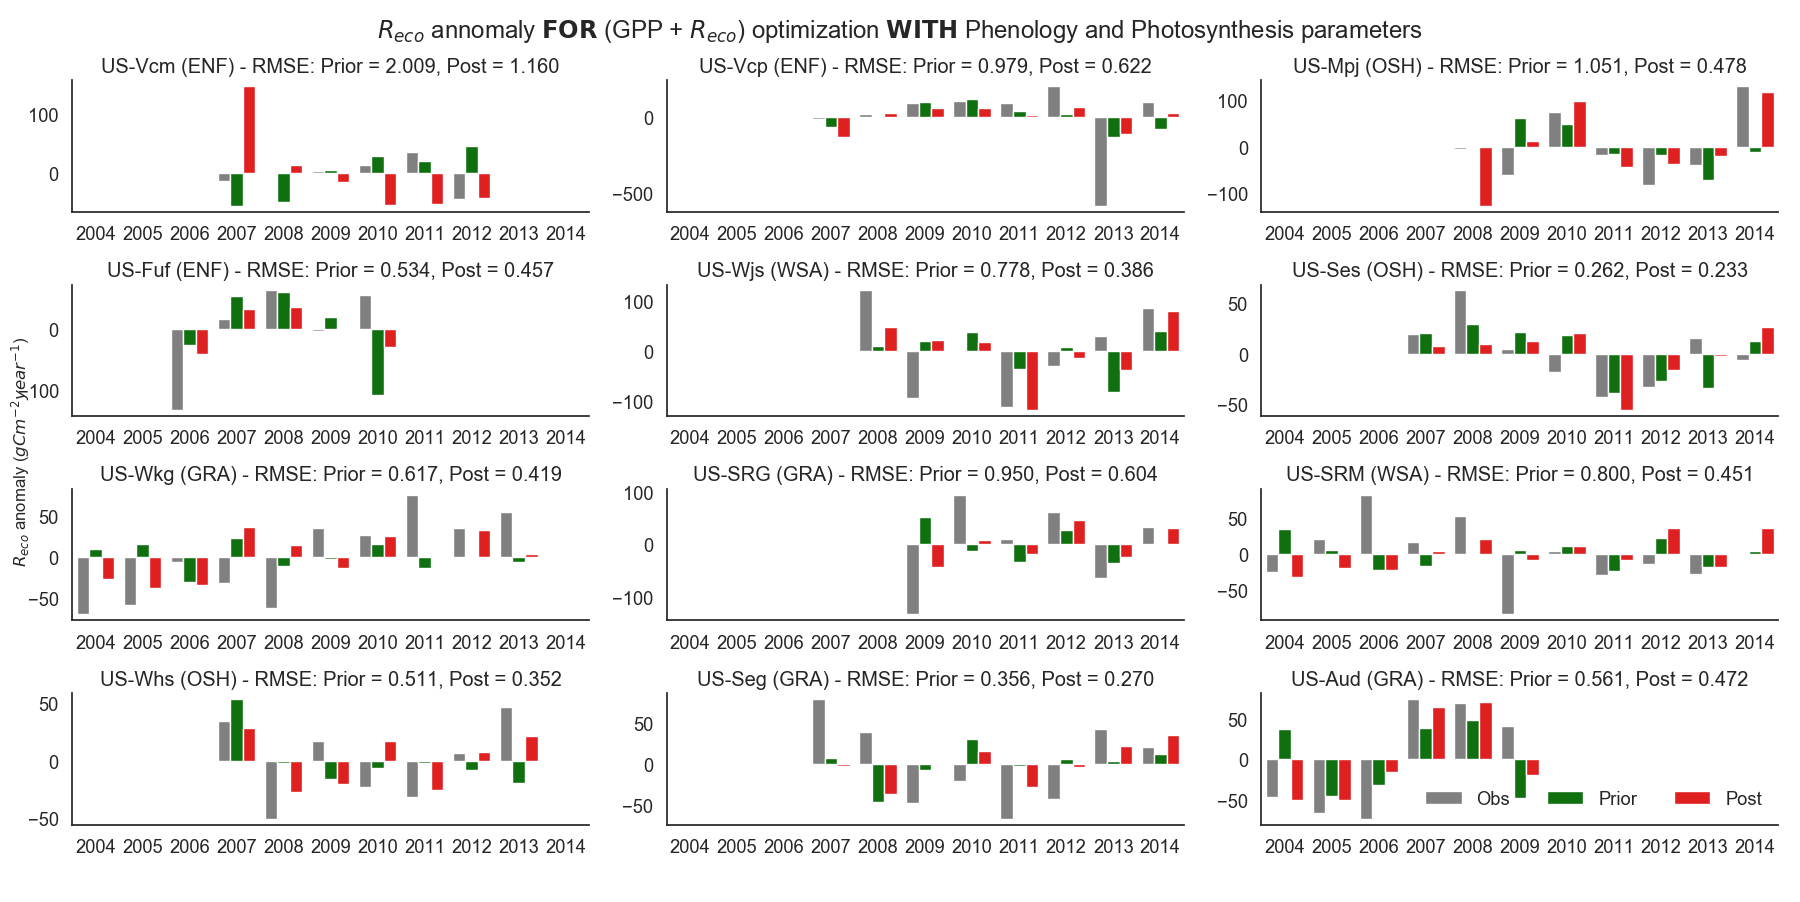 R_eco annomaly FOR (GPP + R_eco) optimization WITH Phenology and Photosynthesis parameters
US-Vcm (ENF) - RMSE: Prior = 2.009, Post = 1.160
100
0
2004 2005 2006 2007 2008 2009 2010 2011 2012 2013 2014
US-Vcp (ENF) - RMSE: Prior = 0.979, Post = 0.622
0
−500
2004 2005 2006 2007 2008 2009 2010 2011 2012 2013 2014
US-Mpj (OSH) - RMSE: Prior = 1.051, Post = 0.478
100
0
−100
2004 2005 2006 2007 2008 2009 2010 2011 2012 2013 2014
R_eco anomaly (gCm⁻²year⁻¹)
US-Fuf (ENF) - RMSE: Prior = 0.534, Post = 0.457
0
100
2004 2005 2006 2007 2008 2009 2010 2011 2012 2013 2014
US-Wjs (WSA) - RMSE: Prior = 0.778, Post = 0.386
100
0
−100
2004 2005 2006 2007 2008 2009 2010 2011 2012 2013 2014
US-Ses (OSH) - RMSE: Prior = 0.262, Post = 0.233
50
0
−50
2004 2005 2006 2007 2008 2009 2010 2011 2012 2013 2014
US-Wkg (GRA) - RMSE: Prior = 0.617, Post = 0.419
50
0
−50
2004 2005 2006 2007 2008 2009 2010 2011 2012 2013 2014
US-SRG (GRA) - RMSE: Prior = 0.950, Post = 0.604
100
0
−100
2004 2005 2006 2007 2008 2009 2010 2011 2012 2013 2014
US-SRM (WSA) - RMSE: Prior = 0.800, Post = 0.451
50
0
−50
2004 2005 2006 2007 2008 2009 2010 2011 2012 2013 2014
US-Whs (OSH) - RMSE: Prior = 0.511, Post = 0.352
50
0
−50
2004 2005 2006 2007 2008 2009 2010 2011 2012 2013 2014
US-Seg (GRA) - RMSE: Prior = 0.356, Post = 0.270
50
0
−50
2004 2005 2006 2007 2008 2009 2010 2011 2012 2013 2014
US-Aud (GRA) - RMSE: Prior = 0.561, Post = 0.472
50
0
−50
Obs Prior Post
2004 2005 2006 2007 2008 2009 2010 2011 2012 2013 2014